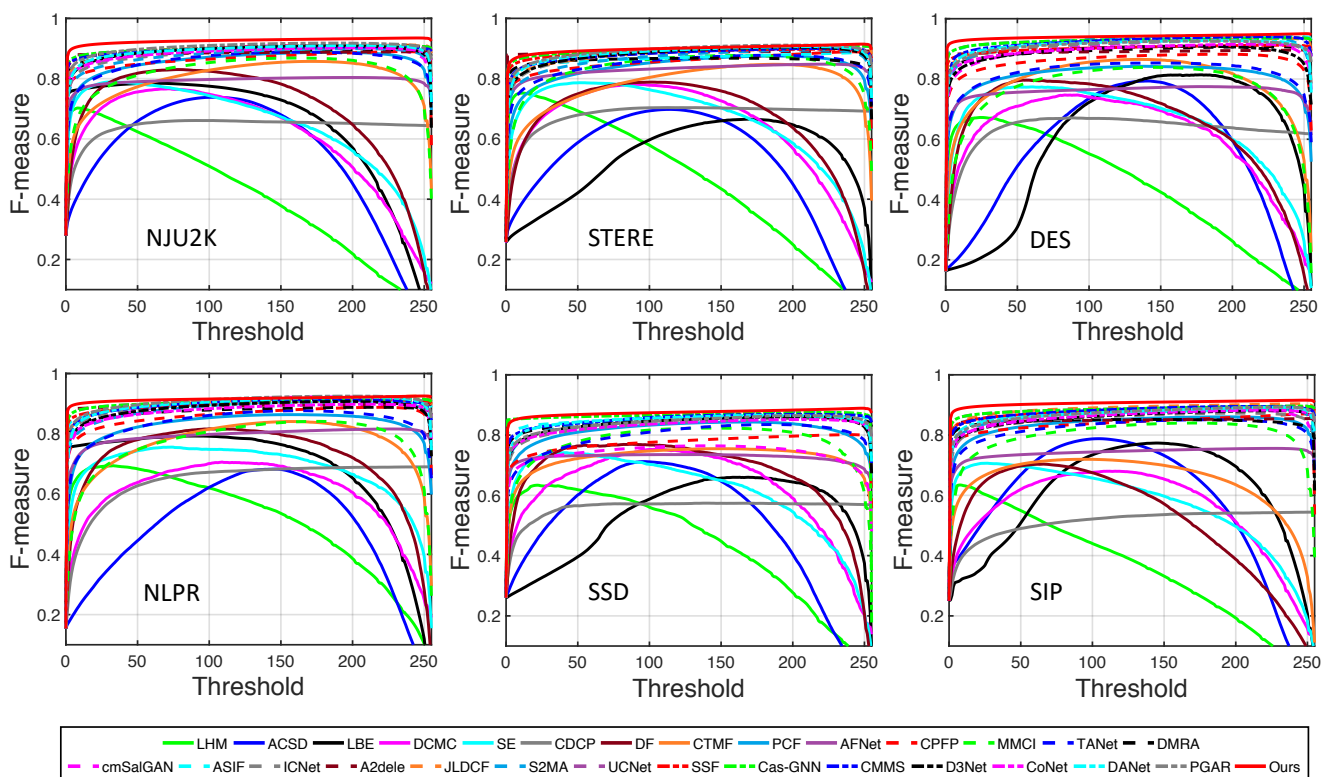 1
0.8
0.6
0.4
0.2
F-measure
NJU2K
0 50 100 150 200 250
Threshold
1
0.8
0.6
0.4
0.2
F-measure
STERE
0 50 100 150 200 250
Threshold
1
0.8
0.6
0.4
0.2
F-measure
DES
0 50 100 150 200 250
Threshold
1
0.8
0.6
0.4
0.2
F-measure
NLPR
0 50 100 150 200 250
Threshold
1
0.8
0.6
0.4
0.2
F-measure
SSD
0 50 100 150 200 250
Threshold
1
0.8
0.6
0.4
0.2
F-measure
SIP
0 50 100 150 200 250
Threshold
LHM ACSD LBE DCMC SE CDCP DF CTMF PCF AFNet CPFP MMCI TANet DMRA
cmSalGAN ASIF ICNet A2dele JLDCF S2MA UCNet SSF Cas-GNN CMMS D3Net CoNet DANet PGAR Ours